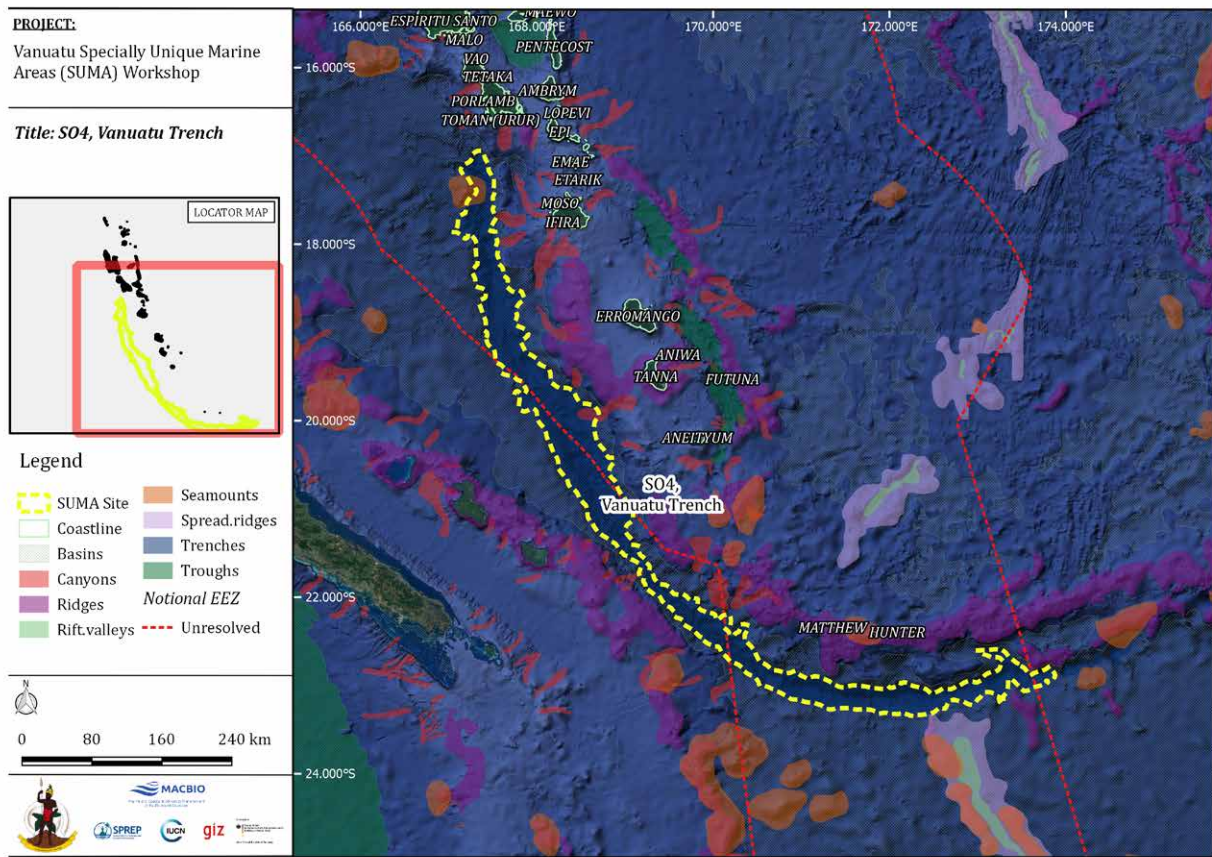 PROJECT:
Vanuatu Specially Unique Marine
Areas (SUMA) Workshop
Title: SO4, Vanuatu Trench
LOCATOR MAP
Legend
SUMA Site
Coastline
Basins
Canyons
Ridges
Rift.valleys
Seamounts
Spread.ridges
Trenches
Troughs
Notional EEZ
Unresolved
N
0 80 160 240 km
MACBIO
SPREP
IUCN
giz
166.000°E 168.000°E 170.000°E 172.000°E 174.000°E
16.000°S
18.000°S
20.000°S
22.000°S
24.000°S
ESPIRITU SANTO
MAEWO
MALO
PENTECOST
VAO
TETAKA
AMBRYM
PORLAMB
LOPEVI
TOMAN (URUR)
EPI
EMAE
ETARIK
MOSO
IFIRA
ERROMANGO
ANIWA
TANNA
FUTUNA
ANEITYUM
SO4,
Vanuatu Trench
MATTHEW
HUNTER